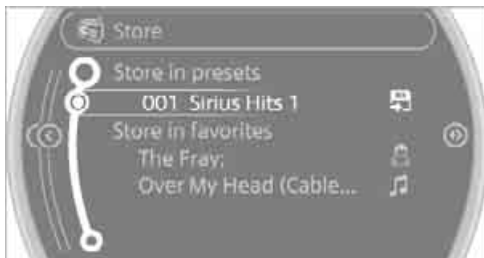 Store
Store in presets
001 Sirius Hits 1
Store in favorites
The Fray:
Over My Head (Cable...